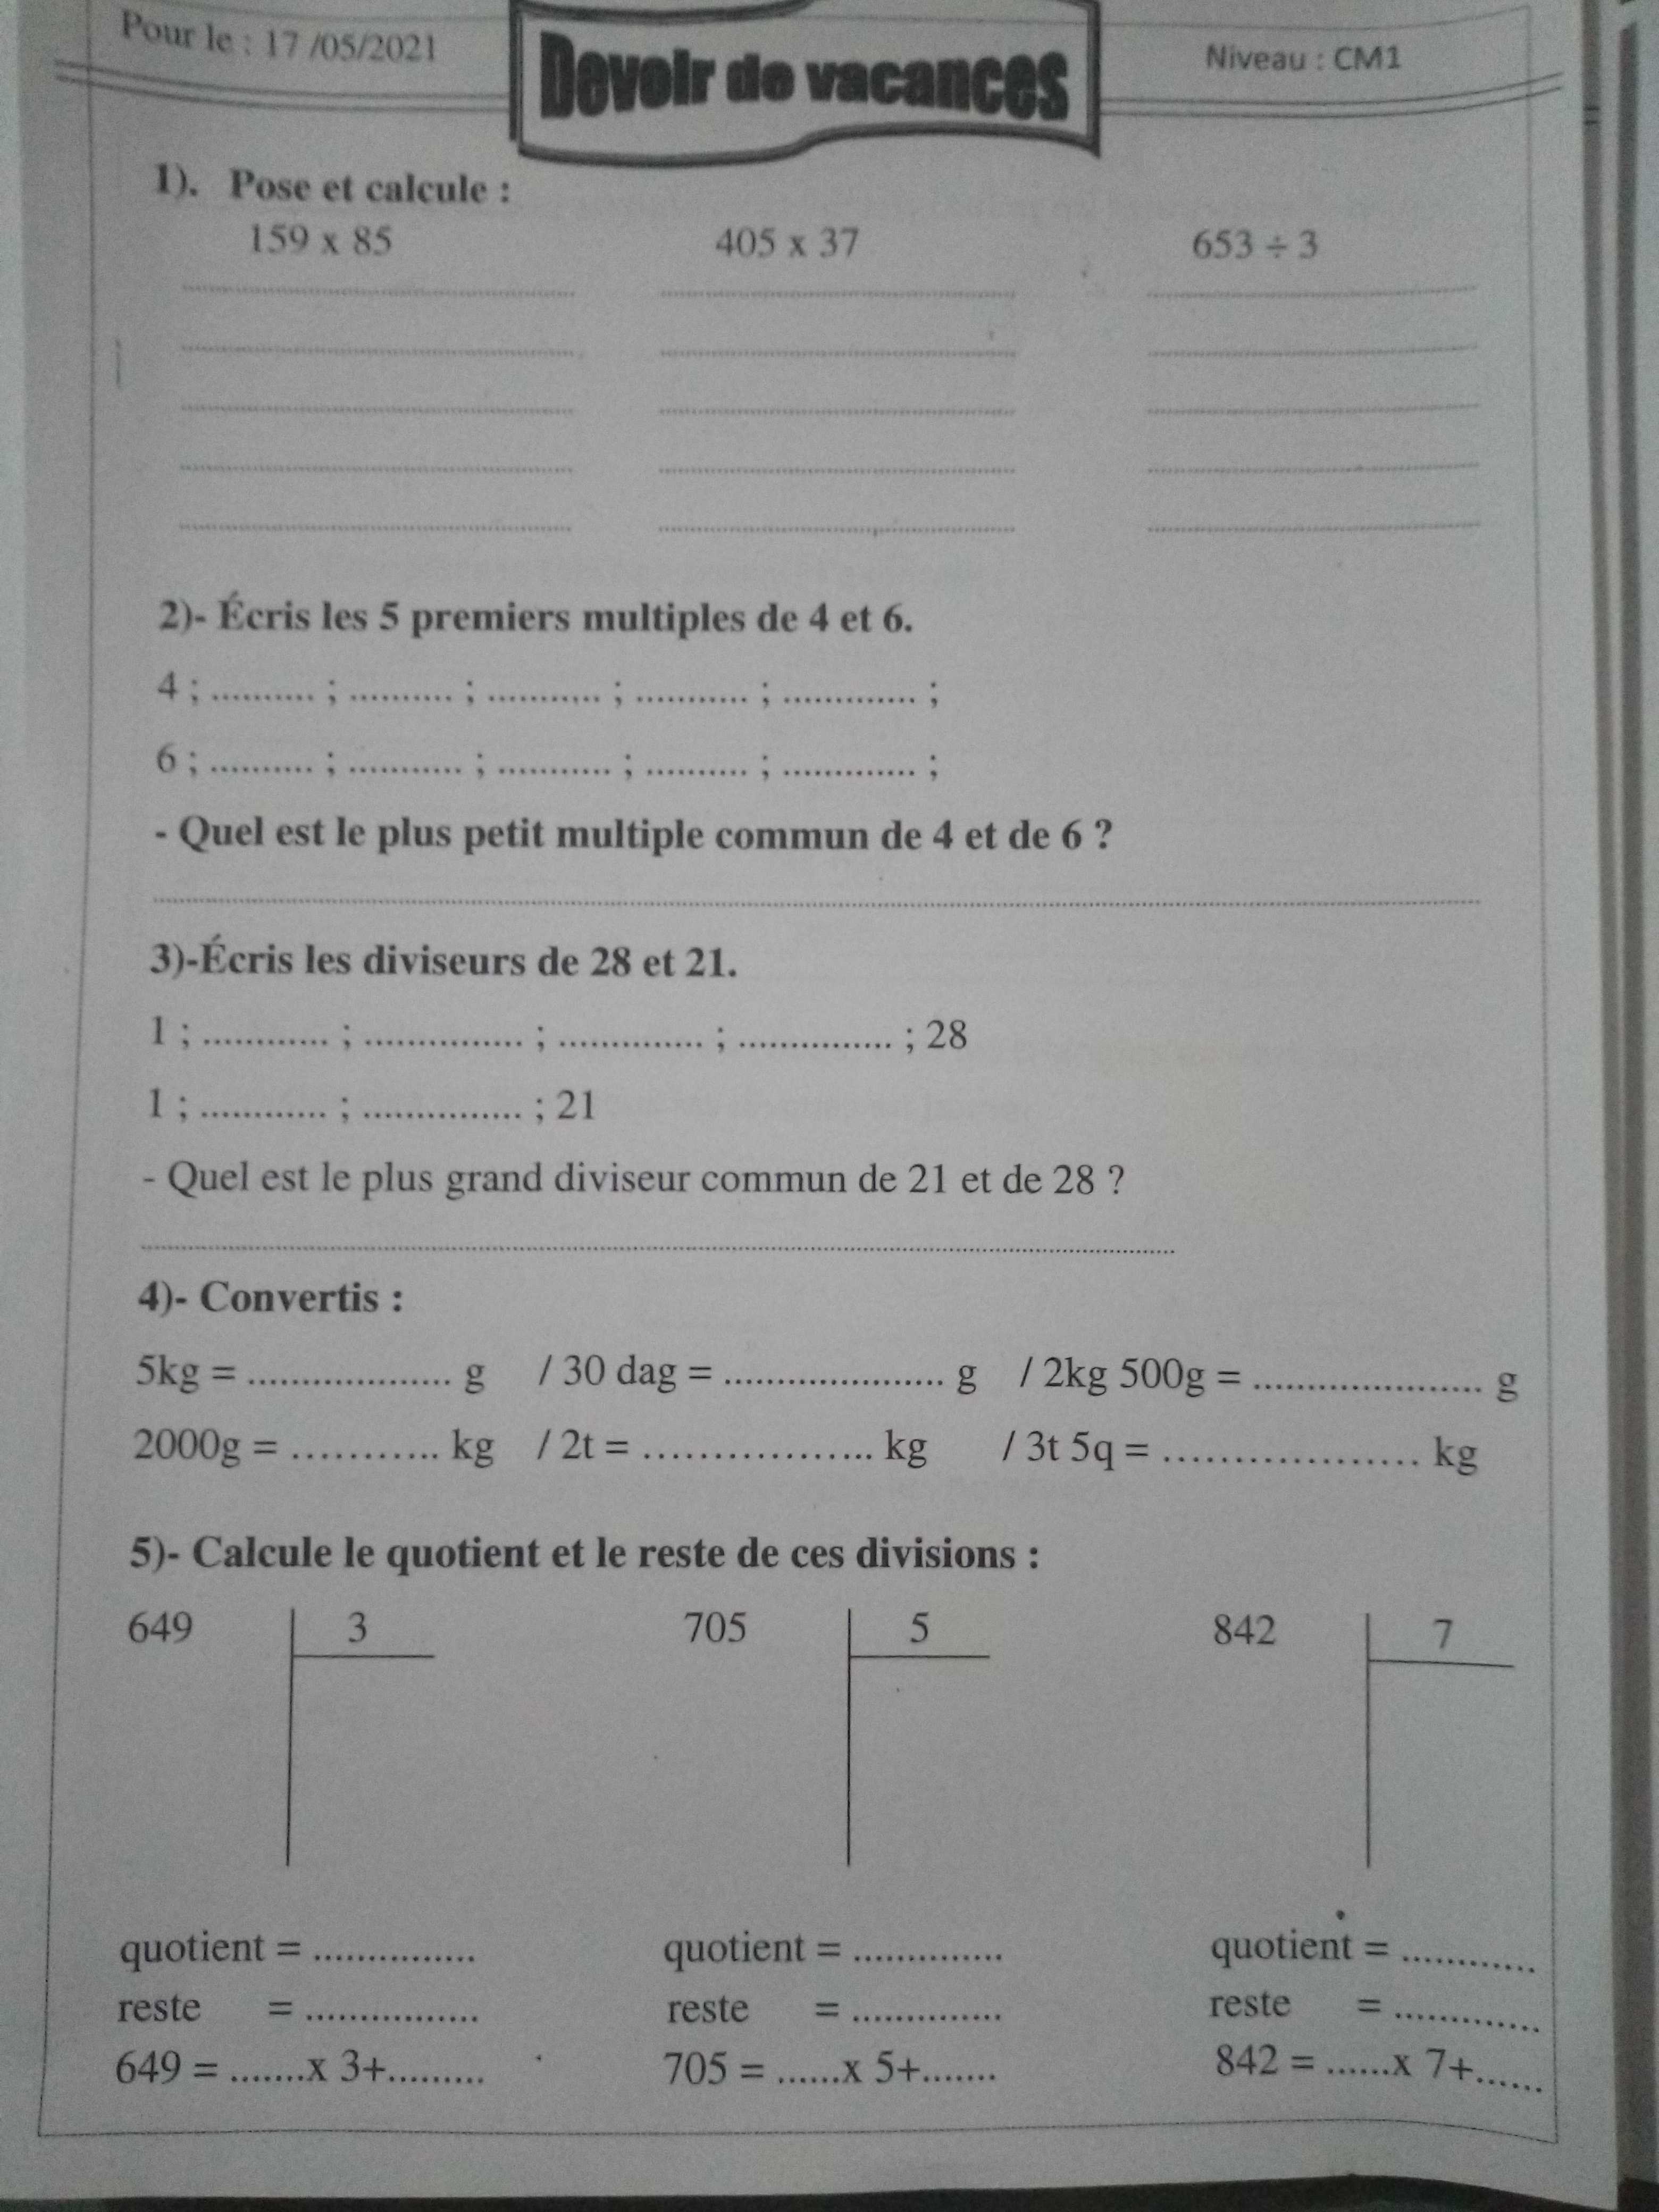 Pour le : 17 /05/2021
Devoir de vacances
Niveau : CM1
1). Pose et calcule :
159 x 85 405 x 37 653 ÷ 3
2)- Écris les 5 premiers multiples de 4 et 6.
4 ; .......... ; .......... ; ........... ; ........... ; ............. ;
6 ; .......... ; ........... ; ........... ; .......... ; ............. ;
- Quel est le plus petit multiple commun de 4 et de 6 ?
3)-Écris les diviseurs de 28 et 21.
1 ; ............ ; ............... ; .............. ; ............... ; 28
1 ; ............ ; ............... ; 21
- Quel est le plus grand diviseur commun de 21 et de 28 ?
4)- Convertis :
5kg = ................... g / 30 dag = ..................... g / 2kg 500g = ...................... g
2000g = ........... kg / 2t = .................. kg / 3t 5q = ................... kg
5)- Calcule le quotient et le reste de ces divisions :
649 3 705 5 842 7
quotient = ............... quotient = .............. quotient = .............
reste = ................. reste = .............. reste = ..............
649 = .......x 3+......... 705 = ......x 5+....... 842 = ......x 7+......